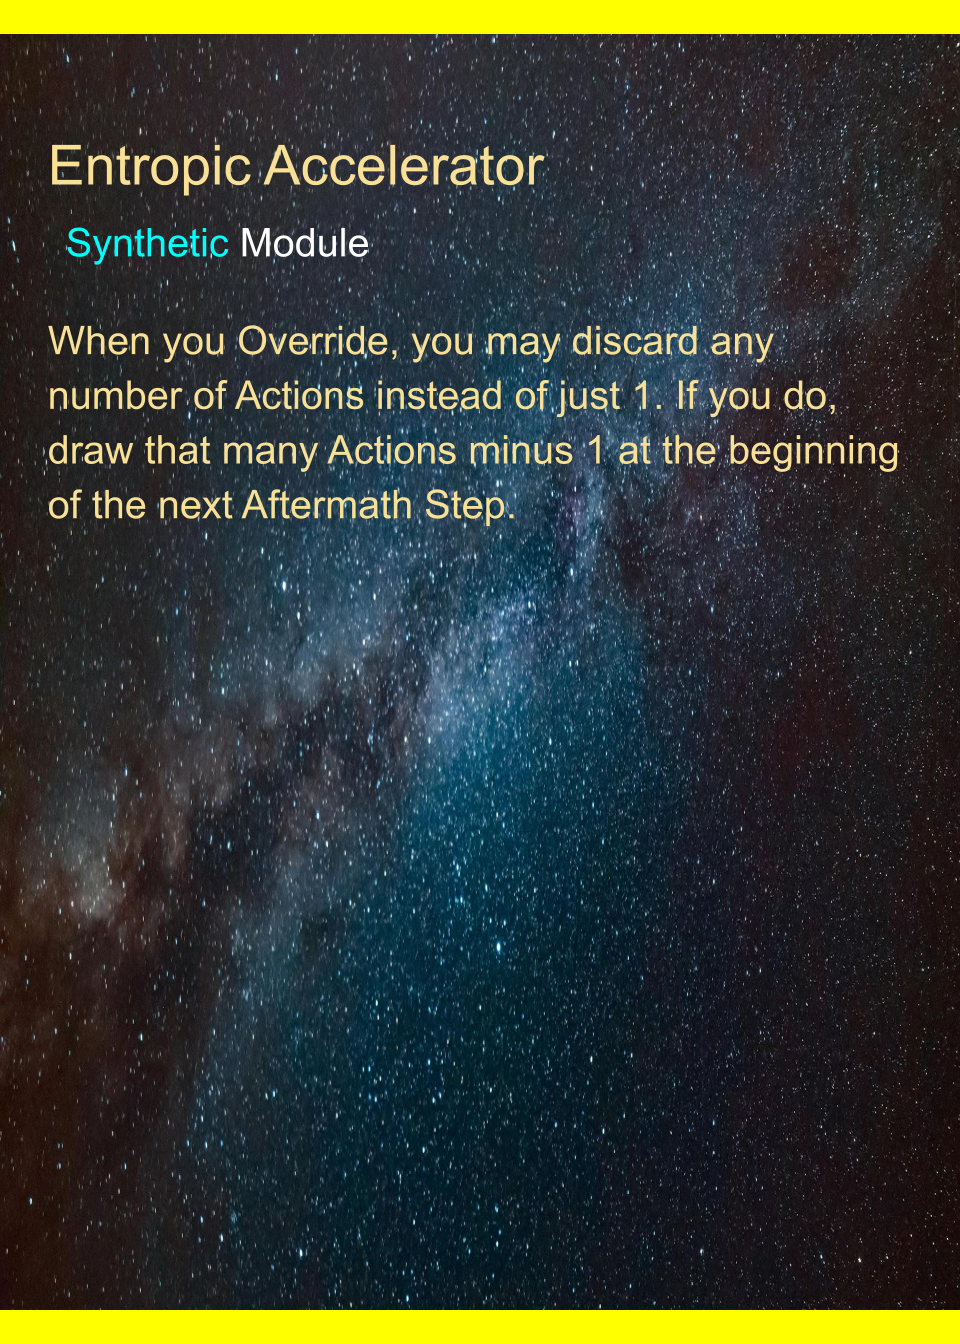 Entropic Accelerator
Synthetic Module
When you Override, you may discard any
number of Actions instead of just 1. If you do,
draw that many Actions minus 1 at the beginning
of the next Aftermath Step.